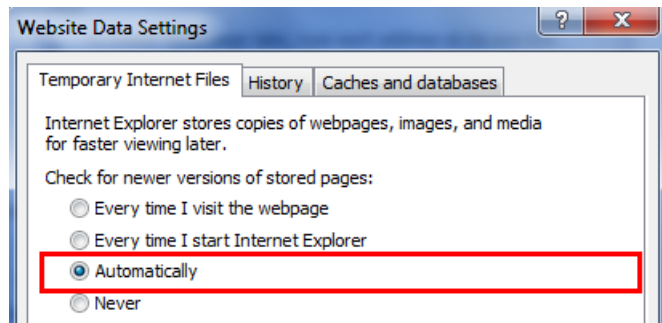 Website Data Settings
Temporary Internet Files History Caches and databases
Internet Explorer stores copies of webpages, images, and media
for faster viewing later.
Check for newer versions of stored pages:
Every time I visit the webpage
Every time I start Internet Explorer
Automatically
Never